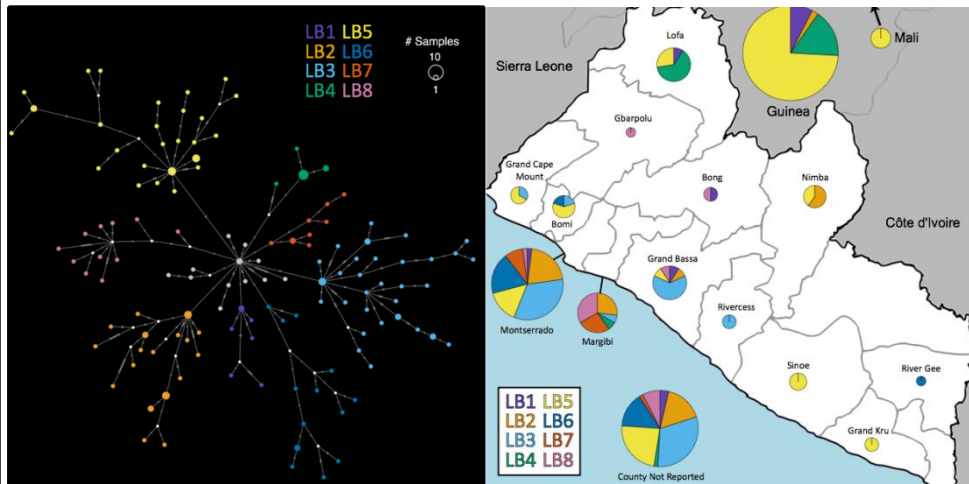 LB1 LB5
LB2 LB6
LB3 LB7
LB4 LB8
# Samples
10
1
Lofa
Mali
Sierra Leone
Guinea
Gbarpolu
Grand Cape
Mount
Bong
Nimba
Bomi
Côte d'Ivoire
Grand Bassa
Montserrado
Margibi
Rivercess
Sinoe
River Gee
LB1 LB5
LB2 LB6
LB3 LB7
LB4 LB8
Grand Kru
County Not Reported